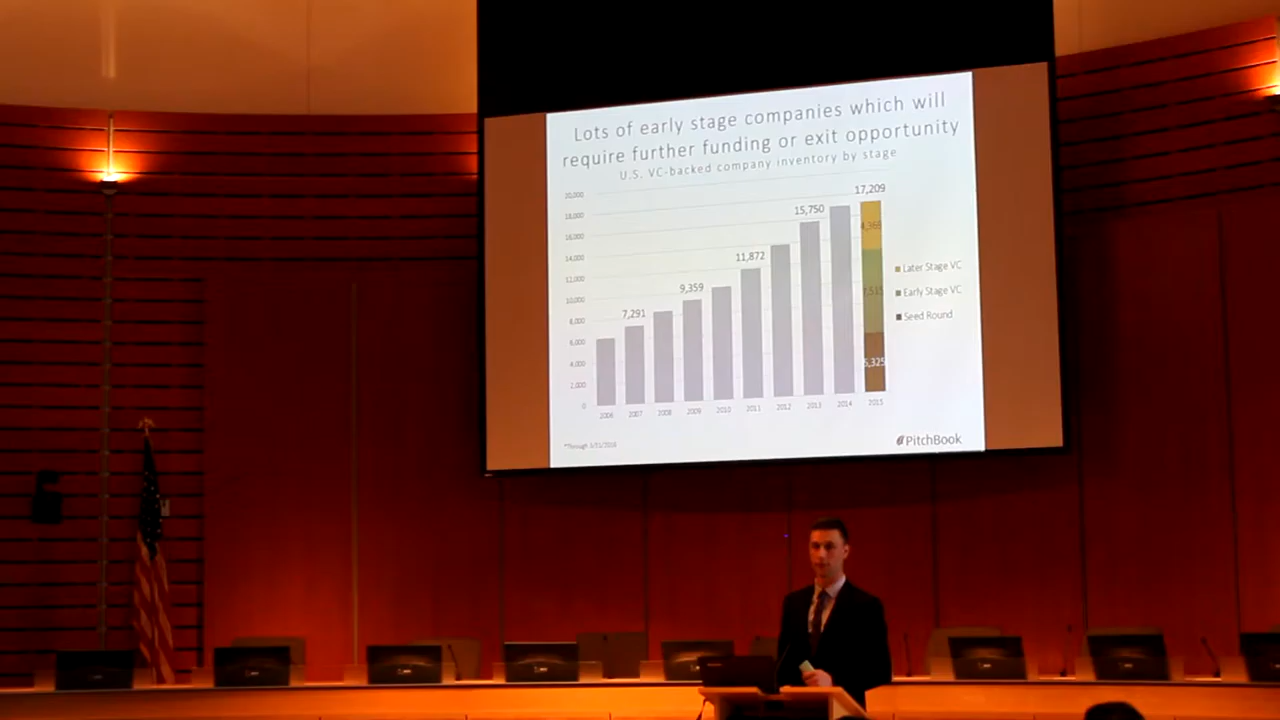 Lots of early stage companies which will
require further funding or exit opportunity
U.S. VC-backed company inventory by stage
20,000
18,000
16,000
14,000
12,000
10,000
8,000
6,000
4,000
2,000
0
7,291
9,359
11,872
15,750
17,209
4,369
7,515
5,325
2006 2007 2008 2009 2010 2011 2012 2013 2014 2015
Later Stage VC
Early Stage VC
Seed Round
*Through
PitchBook